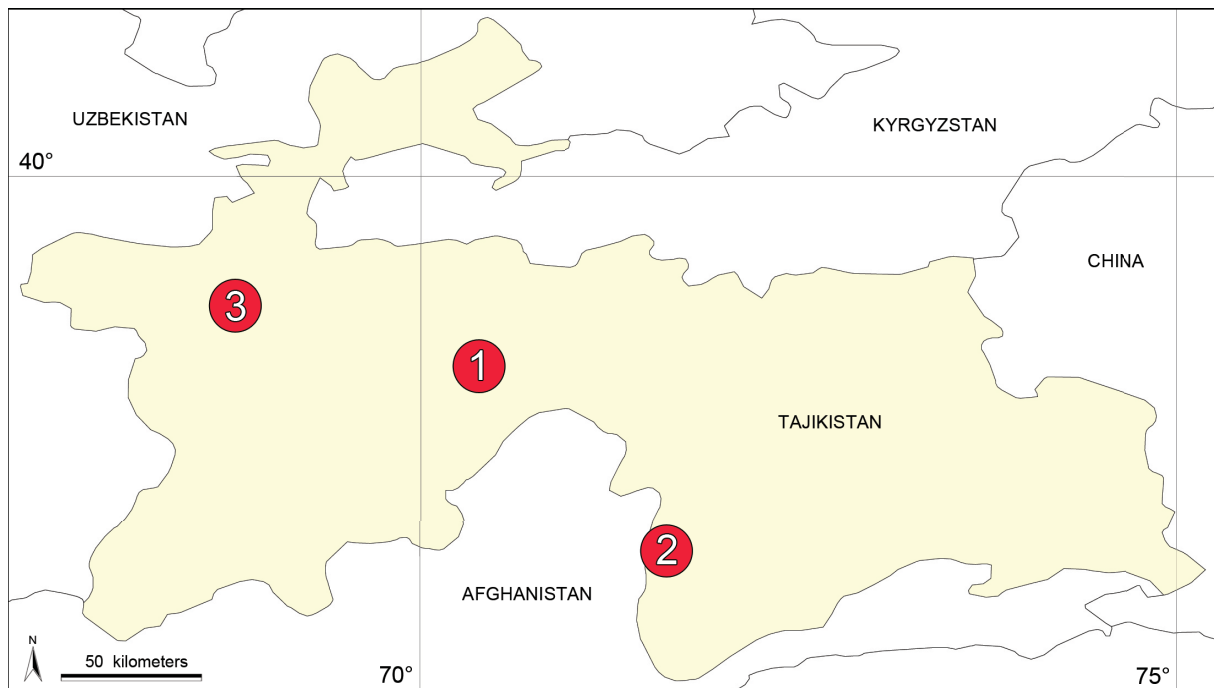 UZBEKISTAN
KYRGYZSTAN
40°
CHINA
3
1
TAJIKISTAN
2
AFGHANISTAN
N
50 kilometers
70°
75°